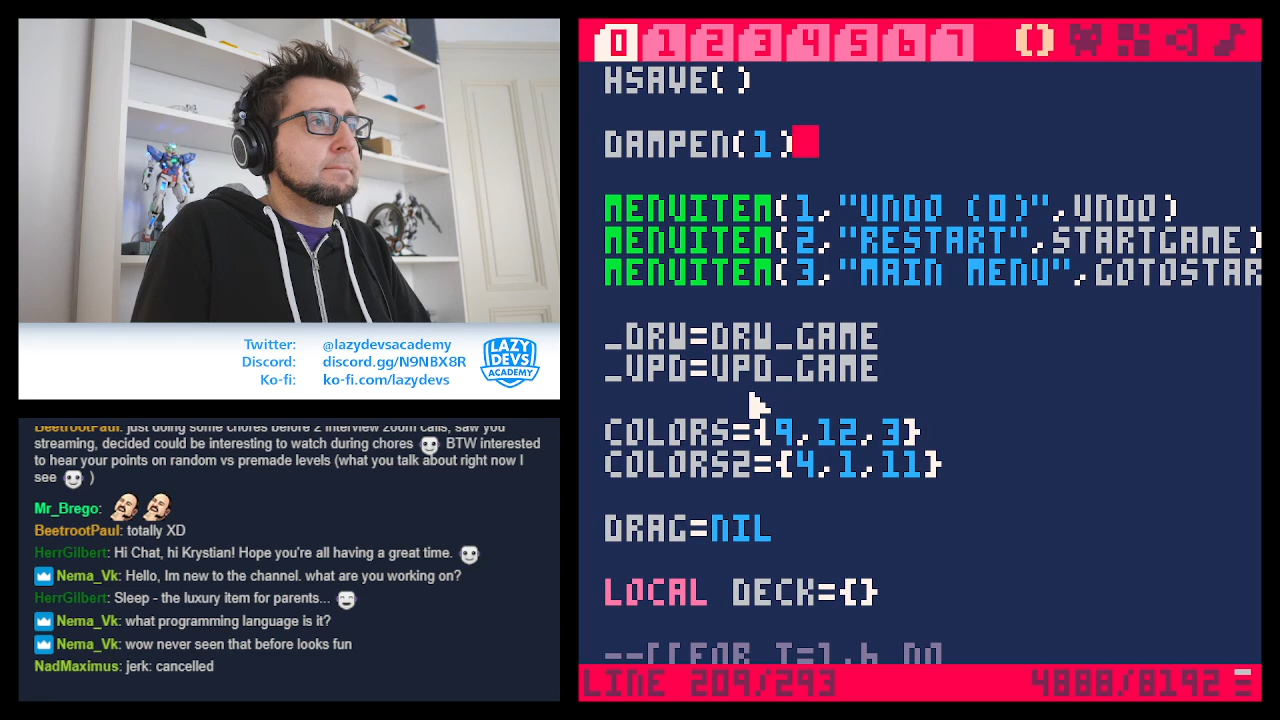 Twitter: @lazydevsacademy
Discord: discord.gg/N9NBX8R
Ko-fi: ko-fi.com/lazydevs
LAZY
DEVS
ACADEMY
BeetrootPaul: just doing some chores before 2 interview zoom calls, saw you
streaming, decided could be interesting to watch during chores BTW interested
to hear your points on random vs premade levels (what you talk about right now I
see )
Mr_Brego:
BeetrootPaul: totally XD
HerrGilbert: Hi Chat, hi Krystian! Hope you're all having a great time.
Nema_Vk: Hello, Im new to the channel. what are you working on?
HerrGilbert: Sleep - the luxury item for parents...
Nema_Vk: what programming language is it?
Nema_Vk: wow never seen that before looks fun
NadMaximus: jerk: cancelled
0 1 2 3 4 5 6 7 ()
HSAVE()
DAMPEN(1)
MENUITEM(1,"UNDO (O)",UNDO)
MENUITEM(2,"RESTART",STARTGAME)
MENUITEM(3,"MAIN MENU",GOTOSTAR
_DRW=DRW_GAME
_UPD=UPD_GAME
COLORS={9,12,3}
COLORS2={4,1,11}
DRAG=NIL
LOCAL DECK={}
--[[FOR I=1,6 DO
LINE 209/293
4888/8192